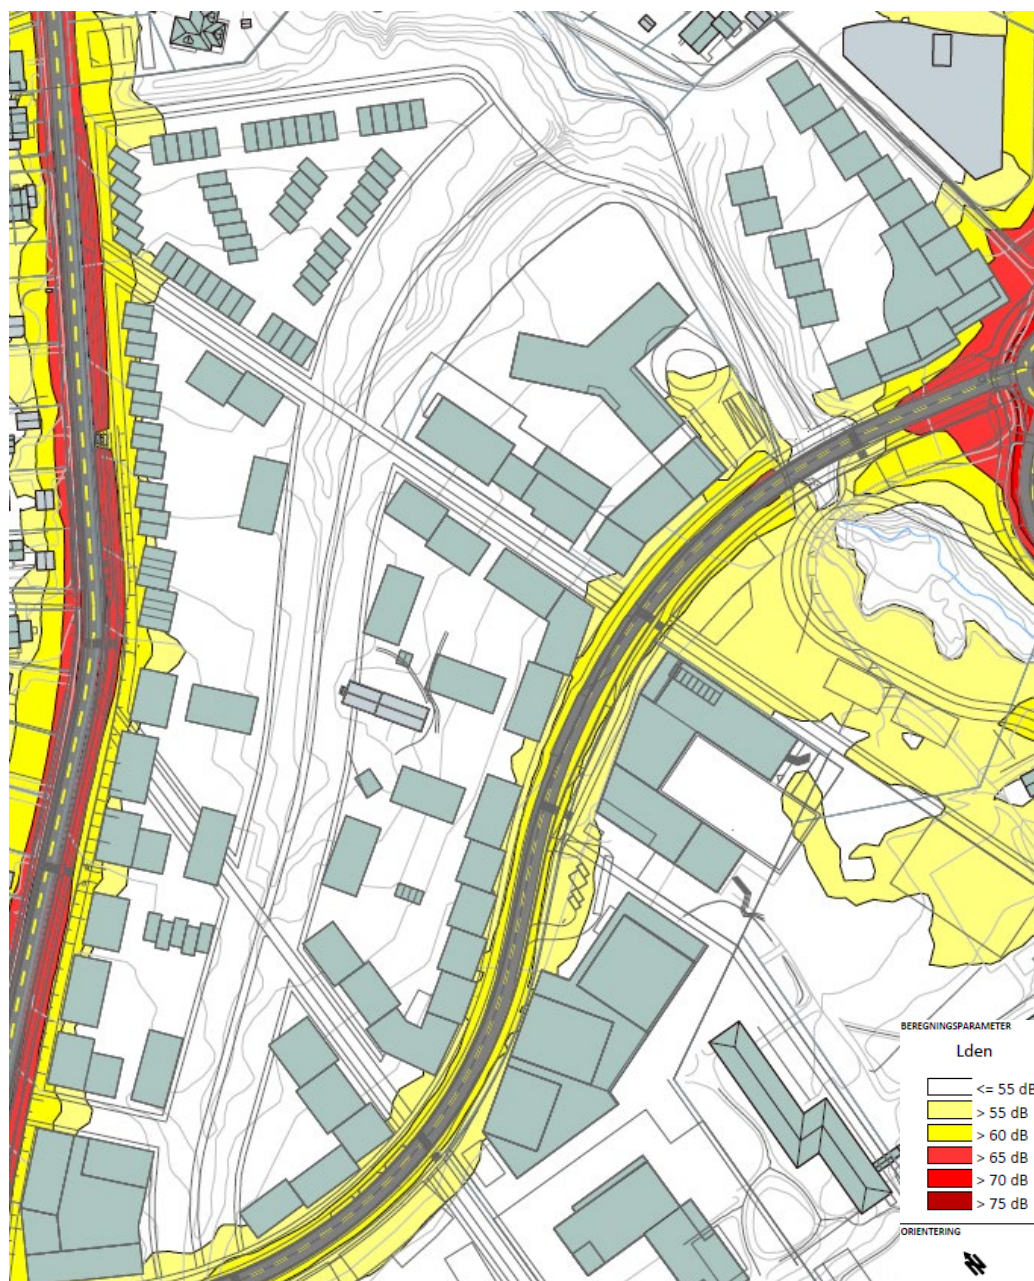 BEREGNINGSPARAMETER
Lden
<= 55 dB
> 55 dB
> 60 dB
> 65 dB
> 70 dB
> 75 dB
ORIENTERING
N